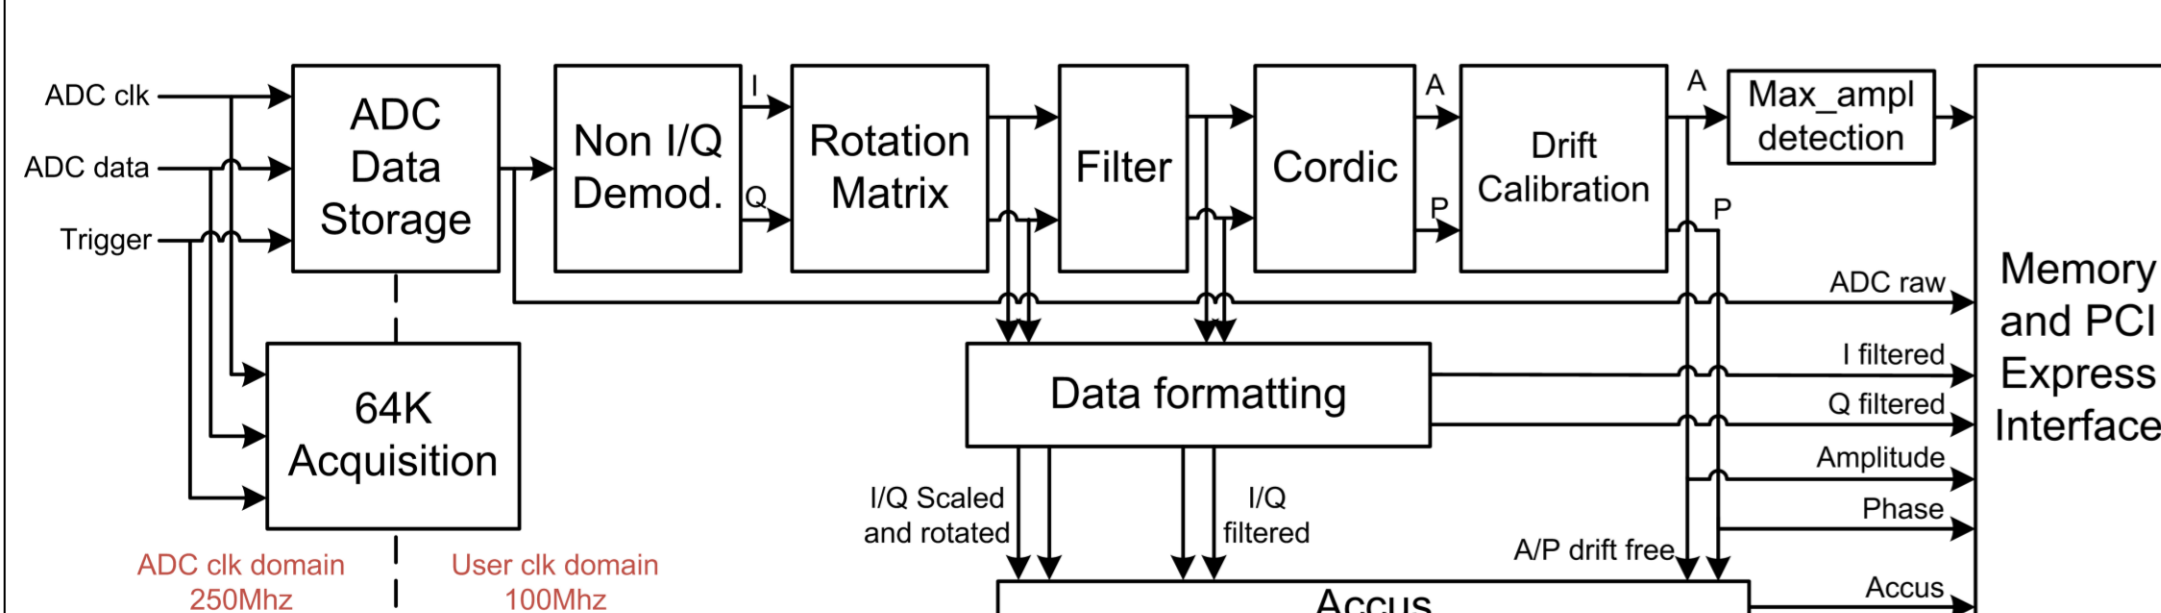 ADC clk
ADC data
Trigger
ADC
Data
Storage
Non I/Q
Demod.
I
Q
Rotation
Matrix
Filter
Cordic
A
P
Drift
Calibration
A
P
Max_ampl
detection
Memory
and PCI
Express
Interface
ADC raw
I filtered
Q filtered
Amplitude
Phase
Accus
64K
Acquisition
Data formatting
I/Q Scaled
and rotated
I/Q
filtered
A/P drift free
ADC clk domain
250Mhz
User clk domain
100Mhz
Accus